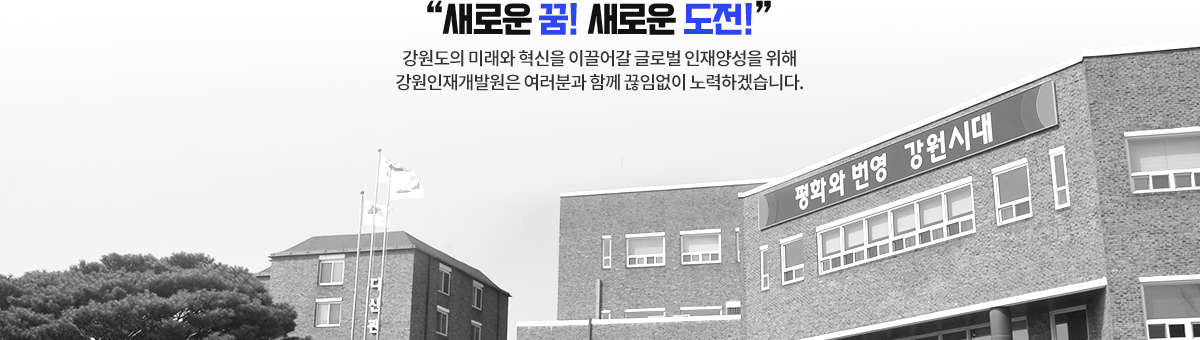 “새로운 꿈! 새로운 도전!”
강원도의 미래와 혁신을 이끌어갈 글로벌 인재양성을 위해
강원인재개발원은 여러분과 함께 끊임없이 노력하겠습니다.
평화와 번영 강원시대